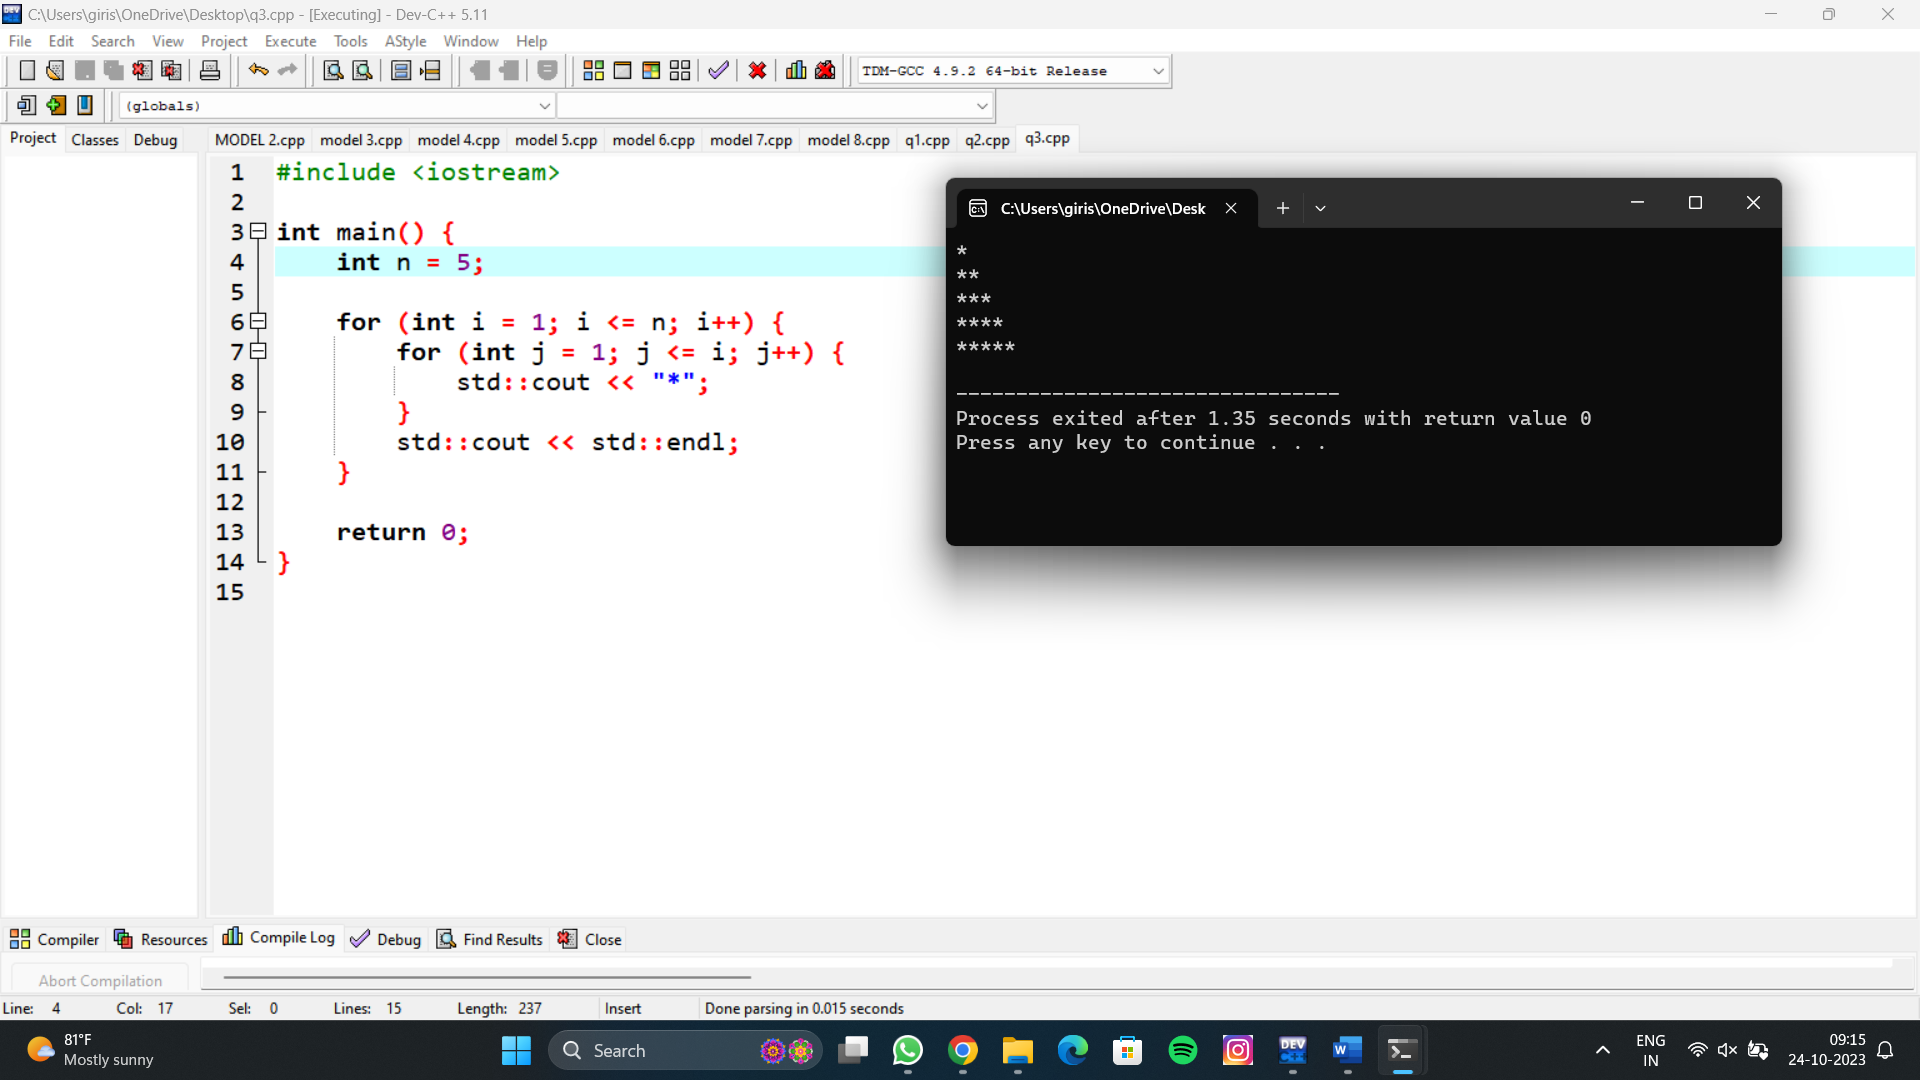 C:\Users\giris\OneDrive\Desktop\q3.cpp - [Executing] - Dev-C++ 5.11
File Edit Search View Project Execute Tools AStyle Window Help
TDM-GCC 4.9.2 64-bit Release
(globals)
Project Classes Debug MODEL 2.cpp model 3.cpp model 4.cpp model 5.cpp model 6.cpp model 7.cpp model 8.cpp q1.cpp q2.cpp q3.cpp
1 #include <iostream>
2
3 int main() {
4     int n = 5;
5
6     for (int i = 1; i <= n; i++) {
7         for (int j = 1; j <= i; j++) {
8             std::cout << "*";
9         }
10         std::cout << std::endl;
11     }
12
13     return 0;
14 }
15
C:\Users\giris\OneDrive\Desk
*
**
***
****
*****
--------------------------------
Process exited after 1.35 seconds with return value 0
Press any key to continue . . .
Compiler Resources Compile Log Debug Find Results Close
Abort Compilation
Line: 4 Col: 17 Sel: 0 Lines: 15 Length: 237 Insert Done parsing in 0.015 seconds
81°F
Mostly sunny
Search
DEV
C++
W
ENG
IN
09:15
24-10-2023